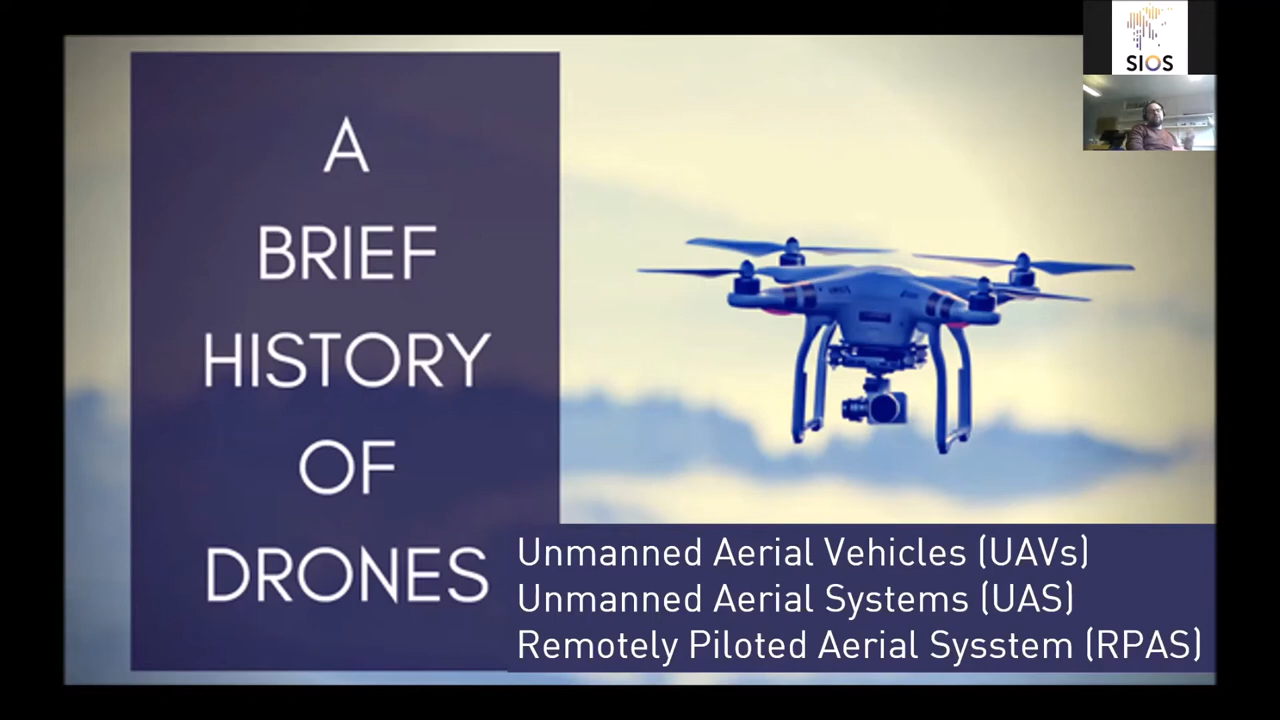 SIOS
A
BRIEF
HISTORY
OF
DRONES
Unmanned Aerial Vehicles (UAVs)
Unmanned Aerial Systems (UAS)
Remotely Piloted Aerial Sysstem (RPAS)